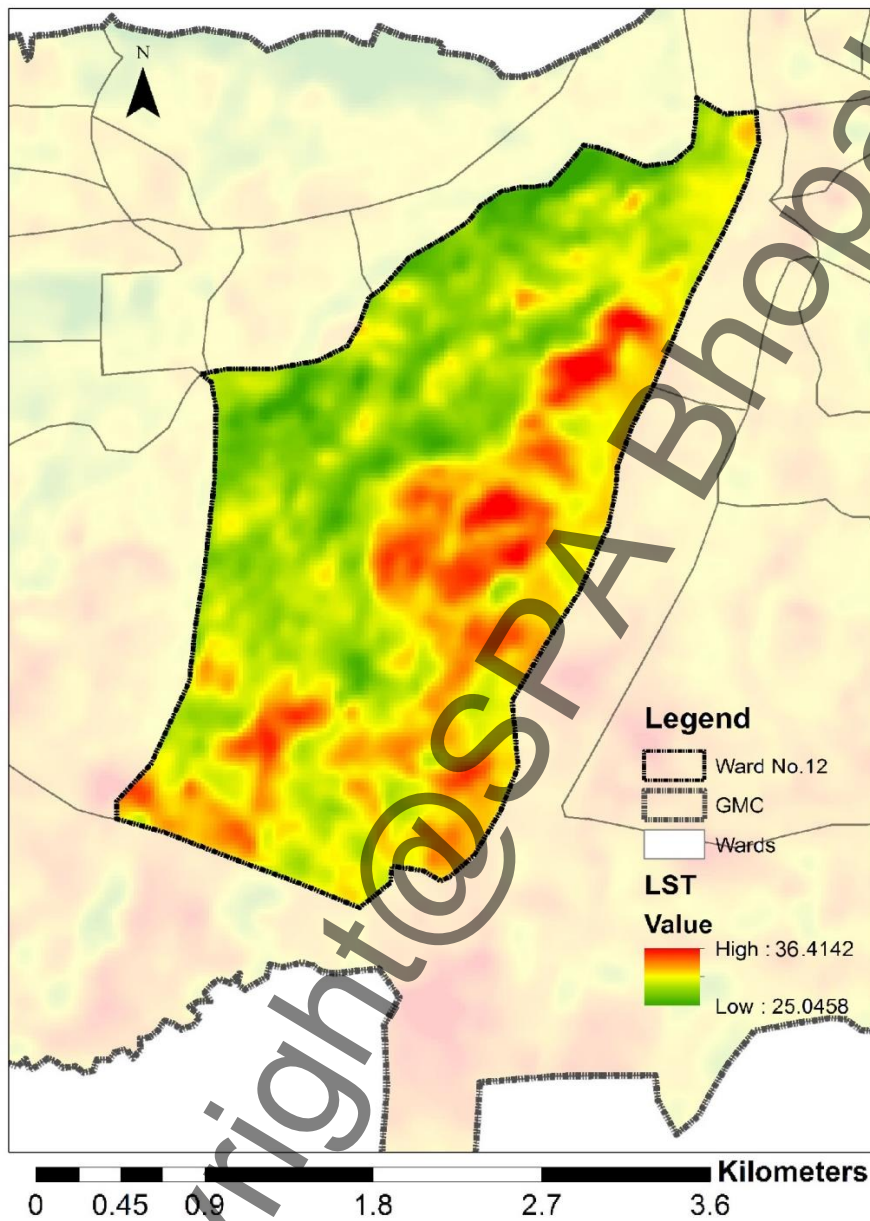 N
Legend
Ward No.12
GMC
Wards
LST
Value
High : 36.4142
Low : 25.0458
Kilometers
0 0.45 0.9 1.8 2.7 3.6
right@SPA Bhopal